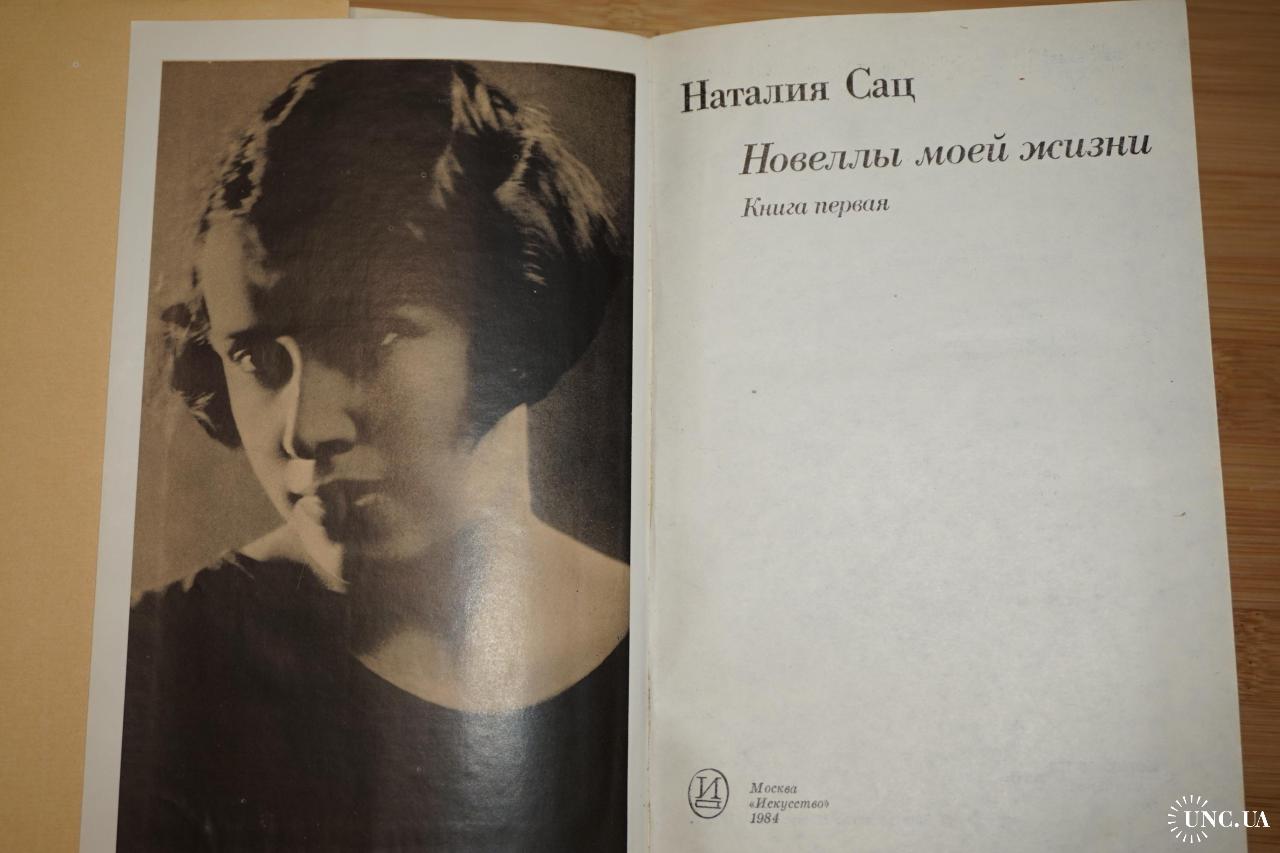 Наталия Сац
Новеллы моей жизни
Книга первая
И
Москва
«Искусство»
1984
UNC.UA